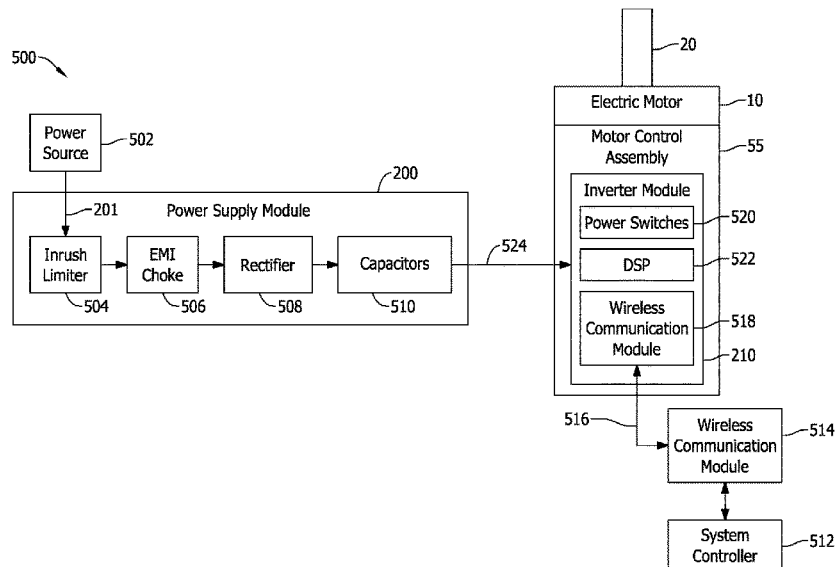 500
20
Electric Motor
10
Motor Control
Assembly
55
Power
Source
502
200
201
Power Supply Module
Inrush
Limiter
504
EMI
Choke
506
Rectifier
508
Capacitors
510
524
Inverter Module
Power Switches
520
DSP
522
Wireless
Communication
Module
518
210
516
Wireless
Communication
Module
514
System
Controller
512